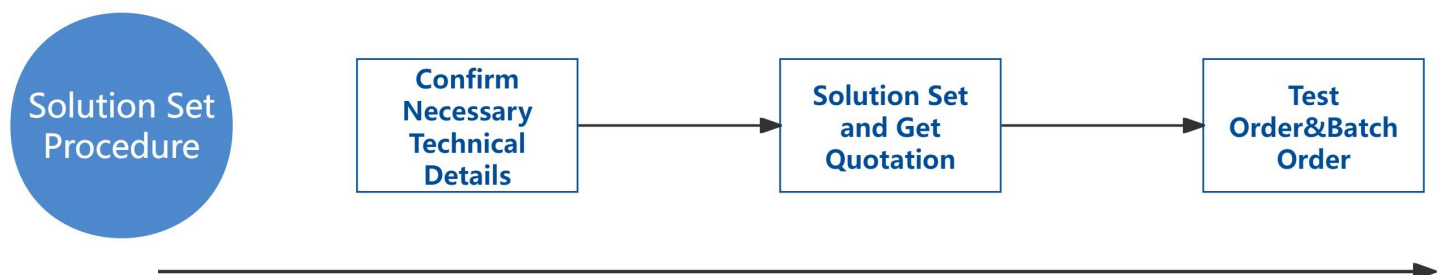 Solution Set
Procedure
Confirm
Necessary
Technical
Details
Solution Set
and Get
Quotation
Test
Order&Batch
Order